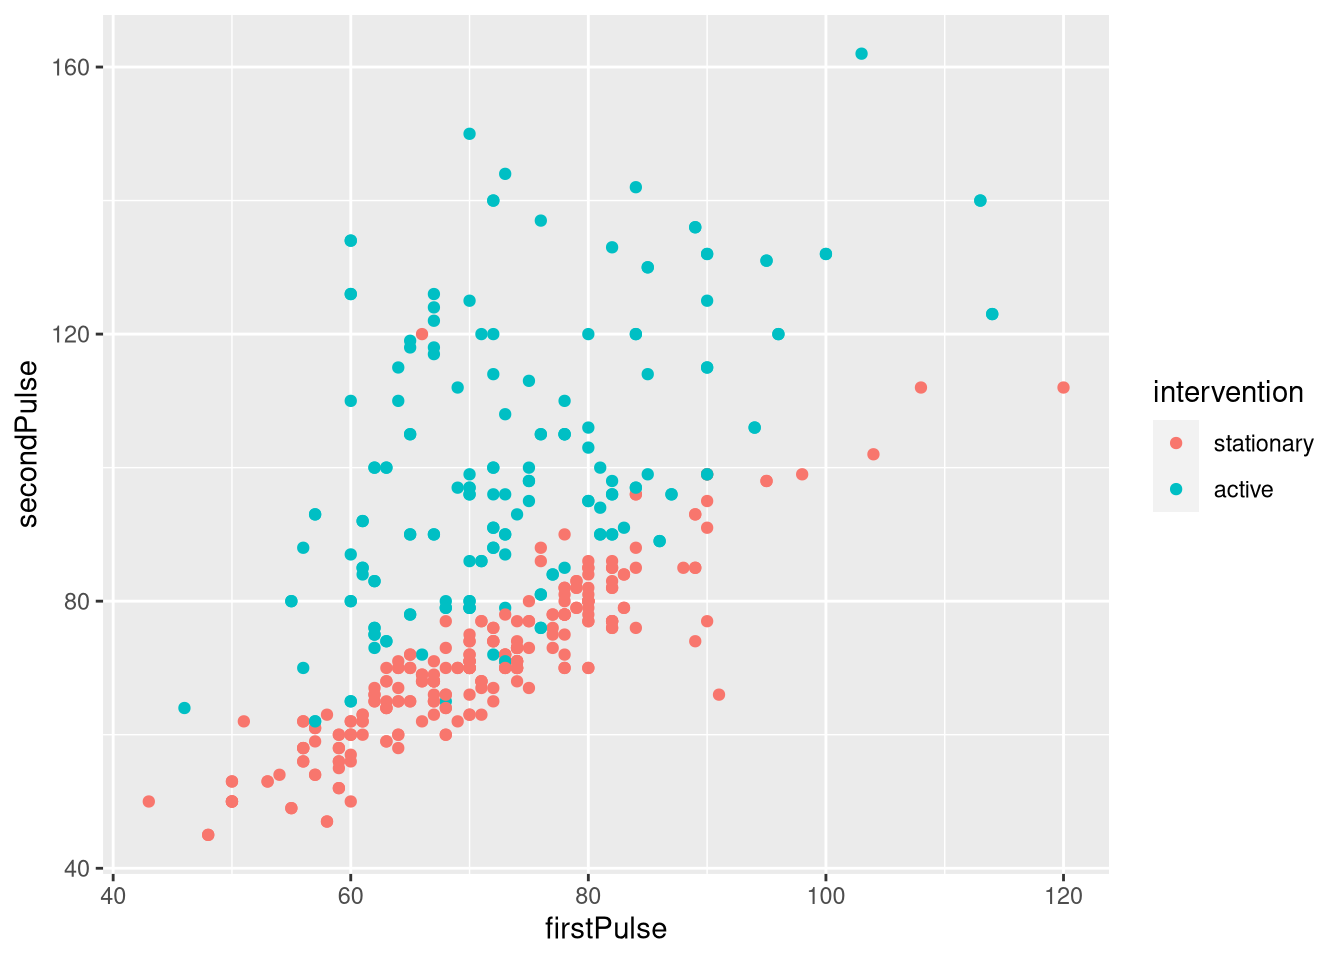 160
120
80
40
secondPulse
40 60 80 100 120
firstPulse
intervention
stationary
active